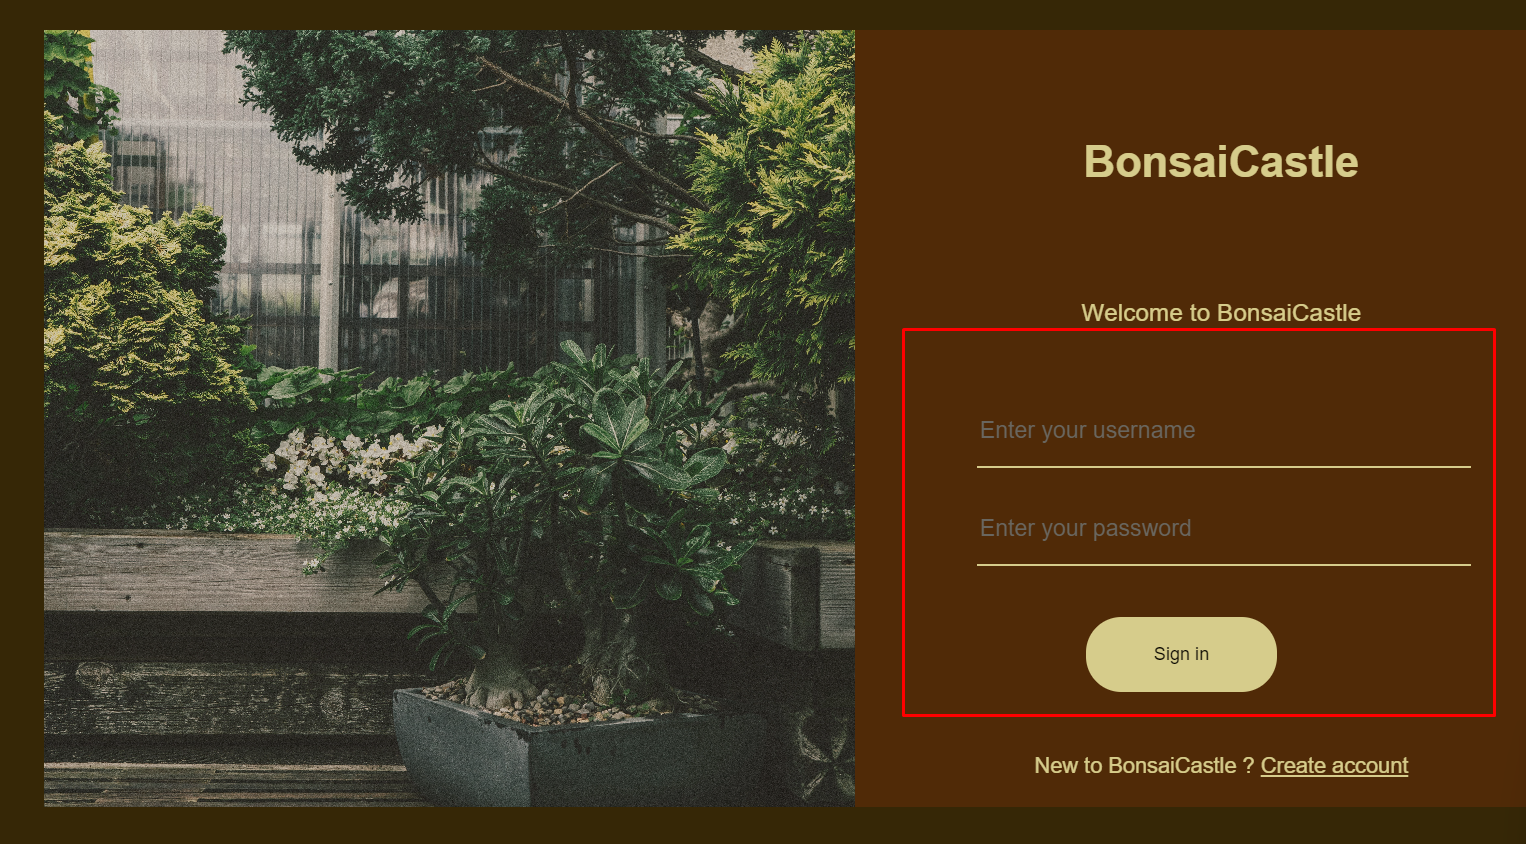 BonsaiCastle
Welcome to BonsaiCastle
Enter your username
Enter your password
Sign in
New to BonsaiCastle ? Create account